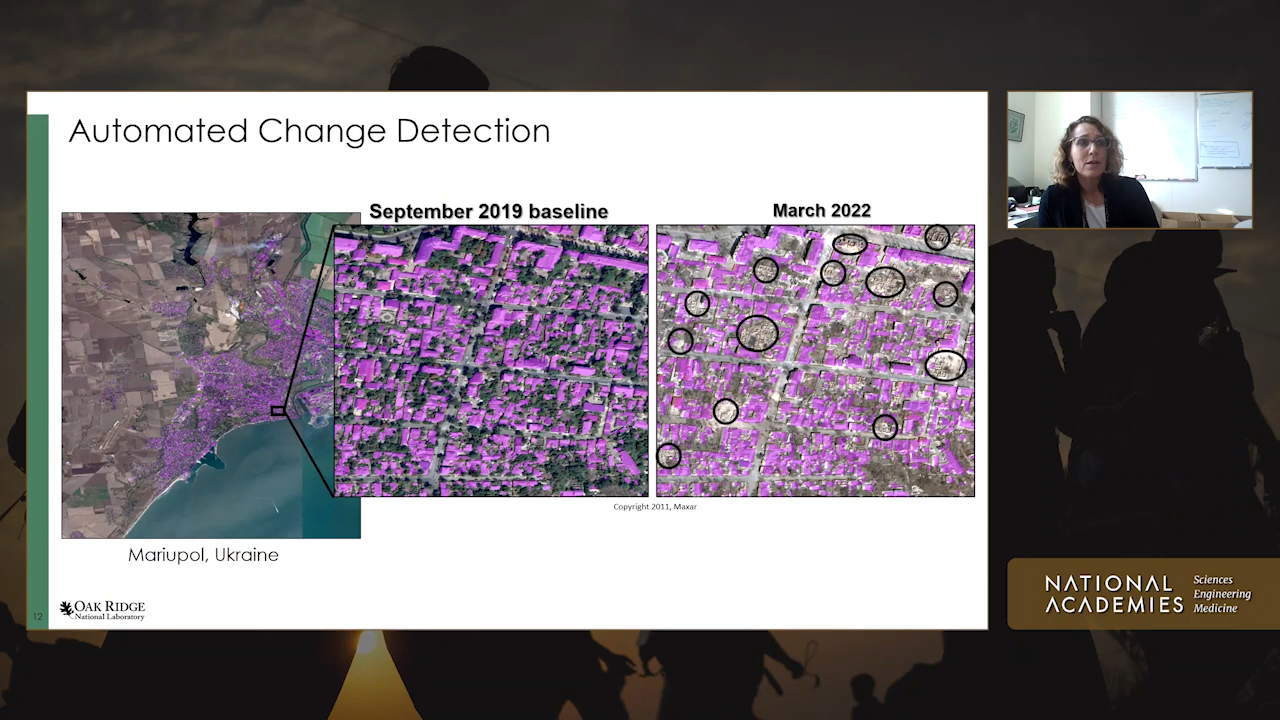 Automated Change Detection
September 2019 baseline
March 2022
Copyright 2011, Maxar
Mariupol, Ukraine
12
OAK RIDGE
National Laboratory
NATIONAL
ACADEMIES
Sciences
Engineering
Medicine